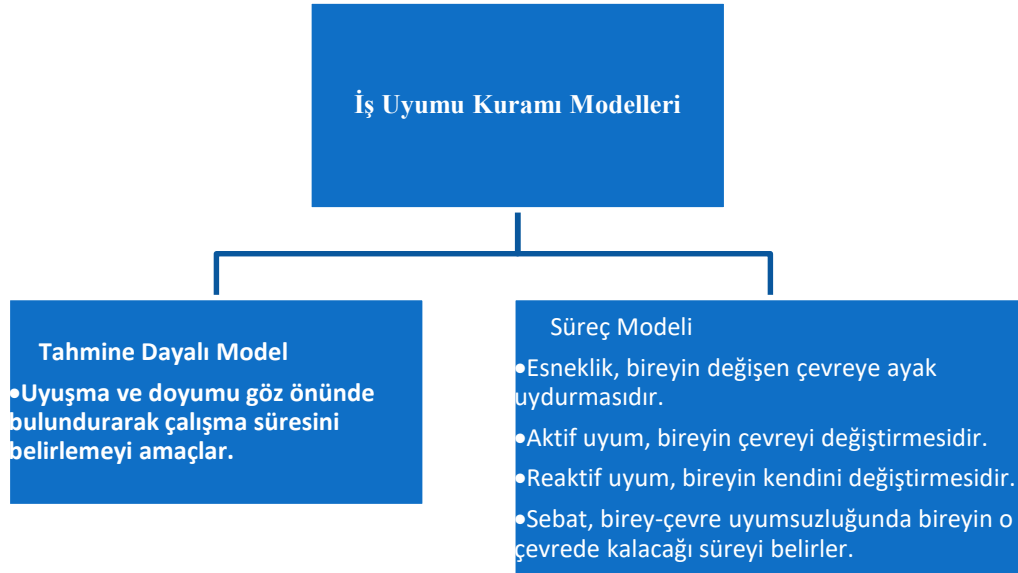 İş Uyumu Kuramı Modelleri
Tahmine Dayalı Model
•Uyuşma ve doyumu göz önünde
bulundurarak çalışma süresini
belirlemeyi amaçlar.
Süreç Modeli
•Esneklik, bireyin değişen çevreye ayak
uydurmasıdır.
•Aktif uyum, bireyin çevreyi değiştirmesidir.
•Reaktif uyum, bireyin kendini değiştirmesidir.
•Sebat, birey-çevre uyumsuzluğunda bireyin o
çevrede kalacağı süreyi belirler.